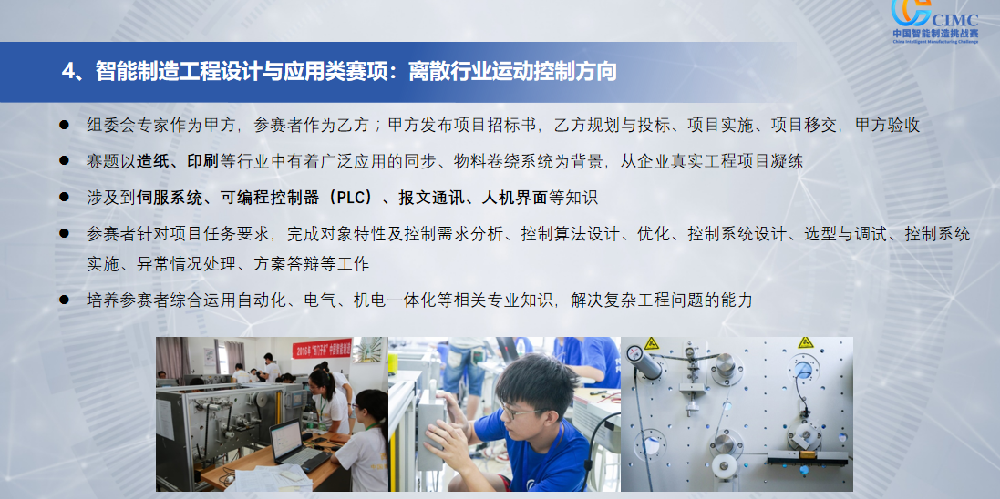 CIMC
中国智能制造挑战赛
China Intelligent Manufacturing Challenge
4、智能制造工程设计与应用类赛项：离散行业运动控制方向
● 组委会专家作为甲方，参赛者作为乙方；甲方发布项目招标书，乙方规划与投标、项目实施、项目移交，甲方验收
● 赛题以造纸、印刷等行业中有着广泛应用的同步、物料卷绕系统为背景，从企业真实工程项目凝练
● 涉及到伺服系统、可编程控制器（PLC）、报文通讯、人机界面等知识
● 参赛者针对项目任务要求，完成对象特性及控制需求分析、控制算法设计、优化、控制系统设计、选型与调试、控制系统
实施、异常情况处理、方案答辩等工作
● 培养参赛者综合运用自动化、电气、机电一体化等相关专业知识，解决复杂工程问题的能力
2016年“西门子杯”中国智能制造